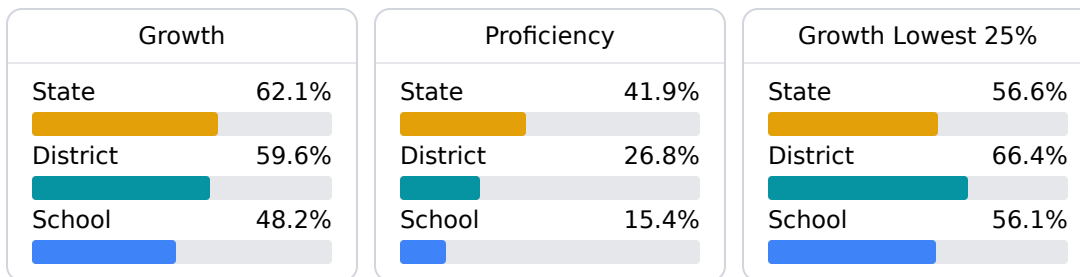 Growth
State 62.1%
District 59.6%
School 48.2%
Proficiency
State 41.9%
District 26.8%
School 15.4%
Growth Lowest 25%
State 56.6%
District 66.4%
School 56.1%